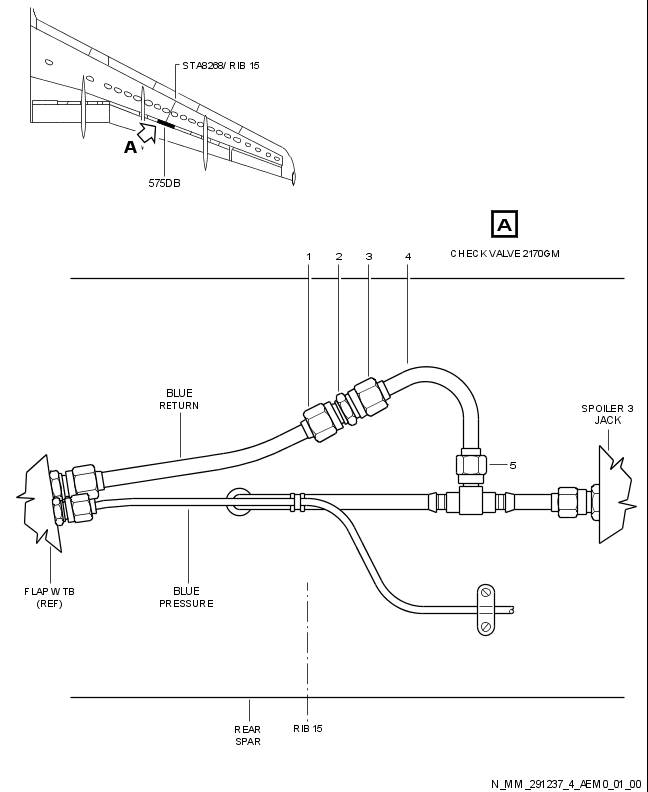 STA8268/ RIB 15
A
575DB
A
CHECK VALVE 2170GM
1 2 3 4
BLUE
RETURN
SPOILER 3
JACK
5
FLAP W TB
(REF)
BLUE
PRESSURE
REAR
SPAR
RIB 15
N_MM_291237_4_AEM0_01_00